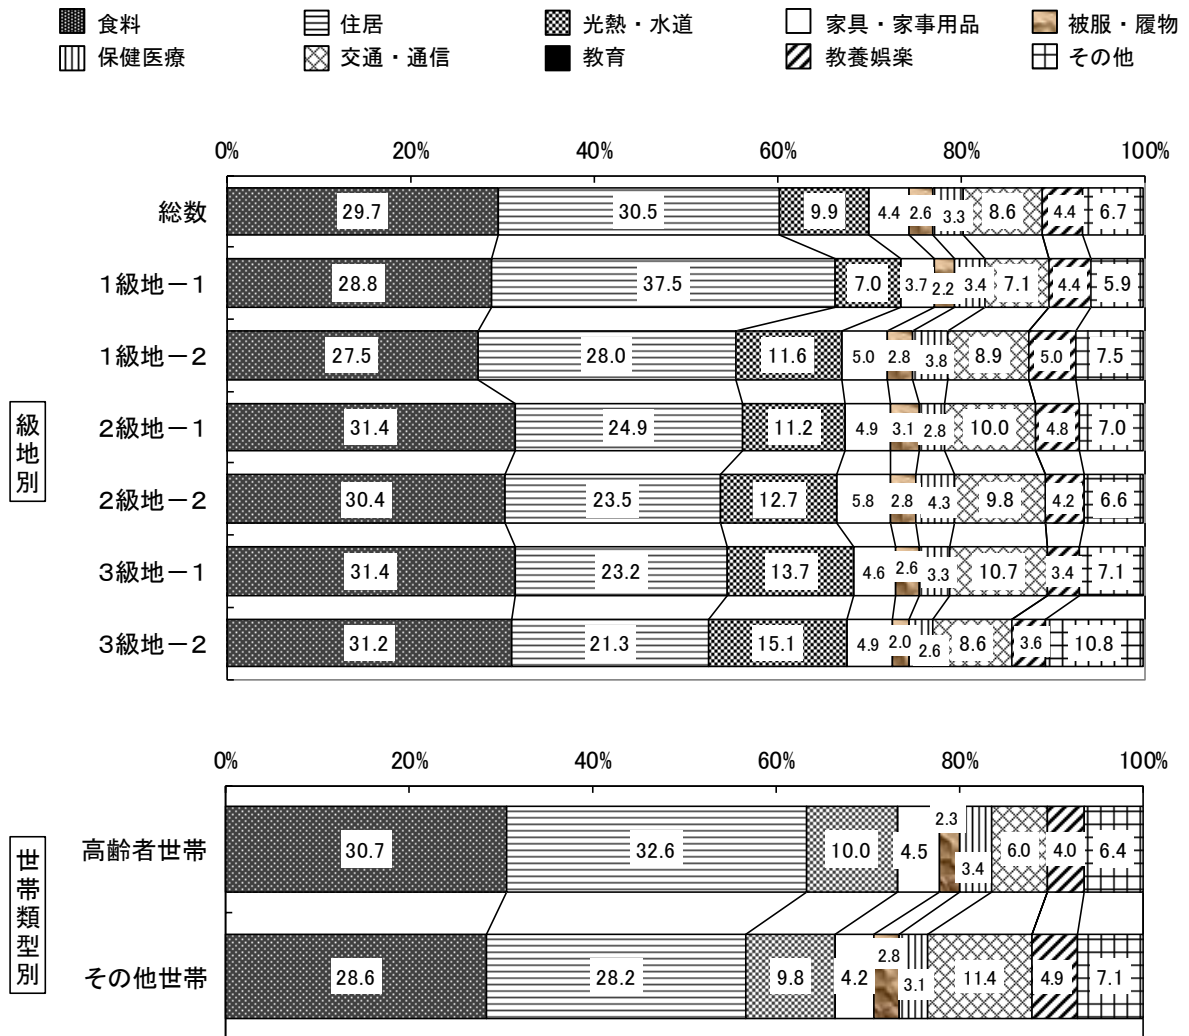 食料 住居 光熱・水道 家具・家事用品 被服・履物
保健医療 交通・通信 教育 教養娯楽 その他
0% 20% 40% 60% 80% 100%
総数 29.7 30.5 9.9 4.4 2.6 3.3 8.6 4.4 6.7
1級地－1 28.8 37.5 7.0 3.7 2.2 3.4 7.1 4.4 5.9
1級地－2 27.5 28.0 11.6 5.0 2.8 3.8 8.9 5.0 7.5
級地別
2級地－1 31.4 24.9 11.2 4.9 3.1 2.8 10.0 4.8 7.0
2級地－2 30.4 23.5 12.7 5.8 2.8 4.3 9.8 4.2 6.6
3級地－1 31.4 23.2 13.7 4.6 2.6 3.3 10.7 3.4 7.1
3級地－2 31.2 21.3 15.1 4.9 2.0 2.6 8.6 3.6 10.8
0% 20% 40% 60% 80% 100%
世帯類型別
高齢者世帯 30.7 32.6 10.0 4.5 2.3 3.4 6.0 4.0 6.4
その他世帯 28.6 28.2 9.8 4.2 2.8 3.1 11.4 4.9 7.1